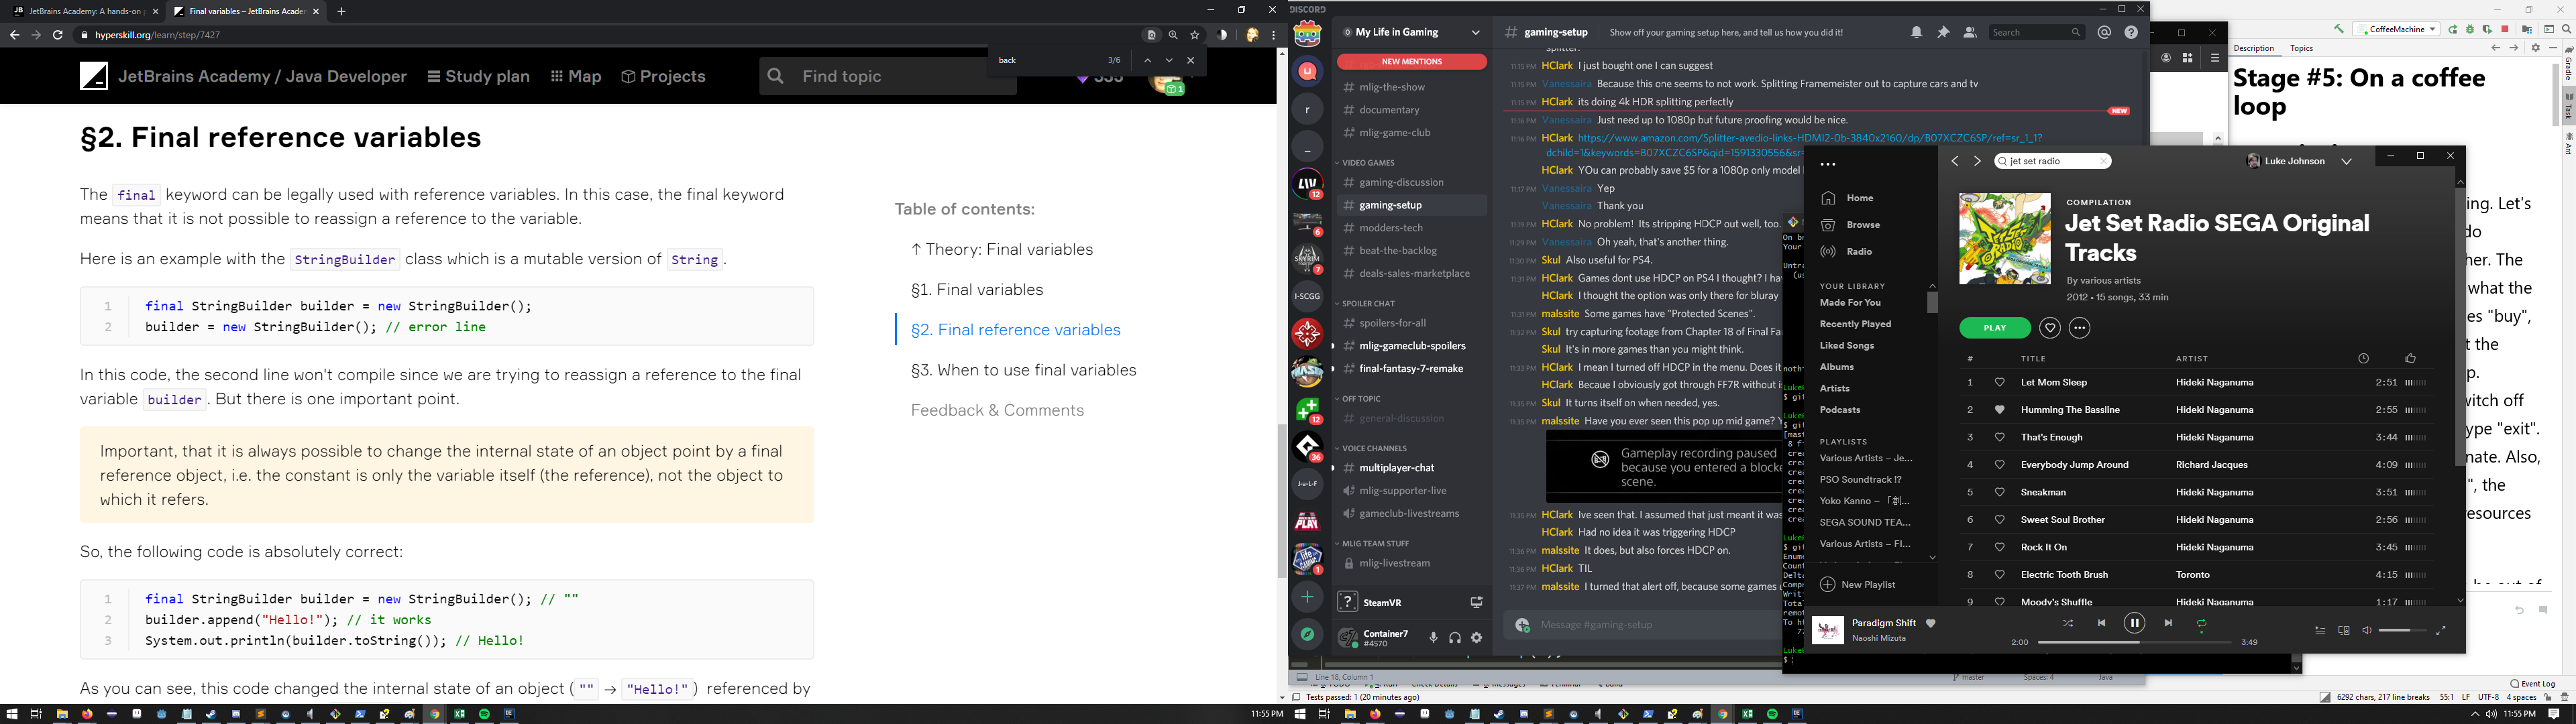 JetBrains Academy: A hands-on p
Final variables – JetBrains Acade
hyperskill.org/learn/step/7427
back
3/6
JetBrains Academy / Java Developer
Study plan
Map
Projects
Find topic
§2. Final reference variables
The final keyword can be legally used with reference variables. In this case, the final keyword
means that it is not possible to reassign a reference to the variable.
Here is an example with the StringBuilder class which is a mutable version of String .
1 final StringBuilder builder = new StringBuilder();
2 builder = new StringBuilder(); // error line
In this code, the second line won't compile since we are trying to reassign a reference to the final
variable builder . But there is one important point.
Important, that it is always possible to change the internal state of an object point by a final
reference object, i.e. the constant is only the variable itself (the reference), not the object to
which it refers.
So, the following code is absolutely correct:
1 final StringBuilder builder = new StringBuilder(); // ""
2 builder.append("Hello!"); // it works
3 System.out.println(builder.toString()); // Hello!
As you can see, this code changed the internal state of an object ( "" → "Hello!" ) referenced by
Table of contents:
↑ Theory: Final variables
§1. Final variables
§2. Final reference variables
§3. When to use final variables
Feedback & Comments
DISCORD
My Life in Gaming
NEW MENTIONS
# mlig-the-show
# documentary
# mlig-game-club
VIDEO GAMES
# gaming-discussion
# gaming-setup
# modders-tech
# beat-the-backlog
# deals-sales-marketplace
SPOILER CHAT
# spoilers-for-all
# mlig-gameclub-spoilers
# final-fantasy-7-remake
OFF TOPIC
# general-discussion
VOICE CHANNELS
# multiplayer-chat
mlig-supporter-live
gameclub-livestreams
MLIG TEAM STUFF
mlig-livestream
SteamVR
Container7
#4570
# gaming-setup
Show off your gaming setup here, and tell us how you did it!
Search
splitter.
11:15 PM HClark I just bought one I can suggest
11:15 PM Vanessaira Because this one seems to not work. Splitting Framemeister out to capture cars and tv
11:15 PM HClark its doing 4k HDR splitting perfectly
NEW
11:16 PM Vanessaira Just need up to 1080p but future proofing would be nice.
11:16 PM HClark https://www.amazon.com/Splitter-avedio-links-HDMI2-0b-3840x2160/dp/B07XCZC6SP/ref=sr_1_1?
dchild=1&keywords=B07XCZC6SP&qid=1591330556&sr=
HClark YOu can probably save $5 for a 1080p only model
11:17 PM Vanessaira Yep
Vanessaira Thank you
11:19 PM HClark No problem! Its stripping HDCP out well, too.
11:29 PM Vanessaira Oh yeah, that's another thing.
11:30 PM Skul Also useful for PS4.
11:31 PM HClark Games dont use HDCP on PS4 I thought? I ha
HClark I thought the option was only there for bluray
11:31 PM malssite Some games have "Protected Scenes".
11:32 PM Skul try capturing footage from Chapter 18 of Final Fa
Skul It's in more games than you might think.
11:33 PM HClark I mean I turned off HDCP in the menu. Does it
HClark Becaue I obviously got through FF7R without i
11:35 PM Skul It turns itself on when needed, yes.
11:35 PM malssite Have you ever seen this pop up mid game?
Gameplay recording paused
because you entered a blocke
scene.
11:35 PM HClark Ive seen that. I assumed that just meant it was
HClark Had no idea it was triggering HDCP
11:36 PM malssite It does, but also forces HDCP on.
11:36 PM HClark TIL
11:37 PM malssite I turned that alert off, because some games
Message #gaming-setup
jet set radio
Luke Johnson
Home
Browse
Radio
YOUR LIBRARY
Made For You
Recently Played
Liked Songs
Albums
Artists
Podcasts
PLAYLISTS
Various Artists – Je...
PSO Soundtrack !?
Yoko Kanno – 「創...
SEGA SOUND TEA...
Various Artists – Fl...
New Playlist
COMPILATION
Jet Set Radio SEGA Original
Tracks
By various artists
2012 • 15 songs, 33 min
PLAY
# TITLE ARTIST
1 Let Mom Sleep Hideki Naganuma 2:51
2 Humming The Bassline Hideki Naganuma 2:55
3 That's Enough Hideki Naganuma 3:44
4 Everybody Jump Around Richard Jacques 4:09
5 Sneakman Hideki Naganuma 3:51
6 Sweet Soul Brother Hideki Naganuma 2:56
7 Rock It On Hideki Naganuma 3:45
8 Electric Tooth Brush Toronto 4:15
9 Moody's Shuffle Hideki Naganuma 1:17
Paradigm Shift
Naoshi Mizuta
2:00
3:49
CoffeeMachine
Description
Topics
Stage #5: On a coffee
loop
ing. Let's
do
her. The
what the
es "buy",
t the
p.
vitch off
ype "exit".
nate. Also,
", the
esources
Gradle
Task
Ant
Line 18, Column 1
master
Spaces: 4
Java
Tests passed: 1 (20 minutes ago)
Event Log
6292 chars, 217 line breaks 55:1 LF UTF-8 4 spaces
11:55 PM
11:55 PM